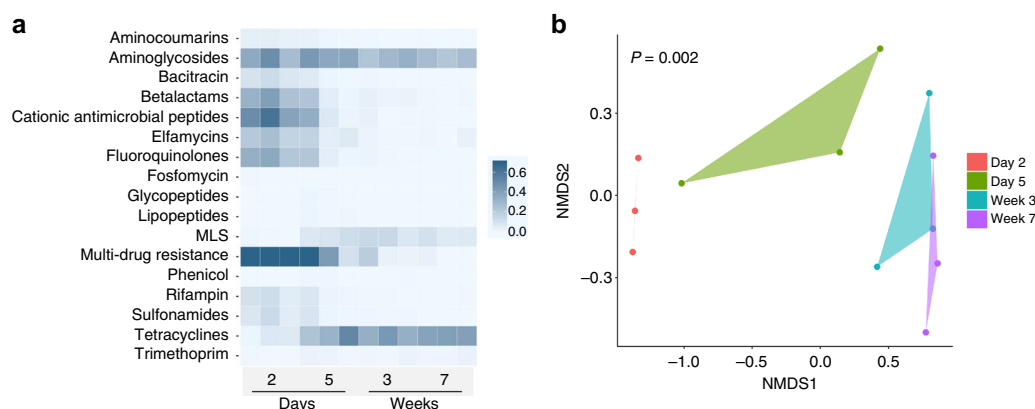 a
Aminocoumarins
Aminoglycosides
Bacitracin
Betalactams
Cationic antimicrobial peptides
Elfamycins
Fluoroquinolones
Fosfomycin
Glycopeptides
Lipopeptides
MLS
Multi-drug resistance
Phenicol
Rifampin
Sulfonamides
Tetracyclines
Trimethoprim
2 5 3 7
Days Weeks
0.6
0.4
0.2
0.0
b
P = 0.002
NMDS2
0.3
0.0
−0.3
−1.0 −0.5 0.0 0.5
NMDS1
Day 2
Day 5
Week 3
Week 7